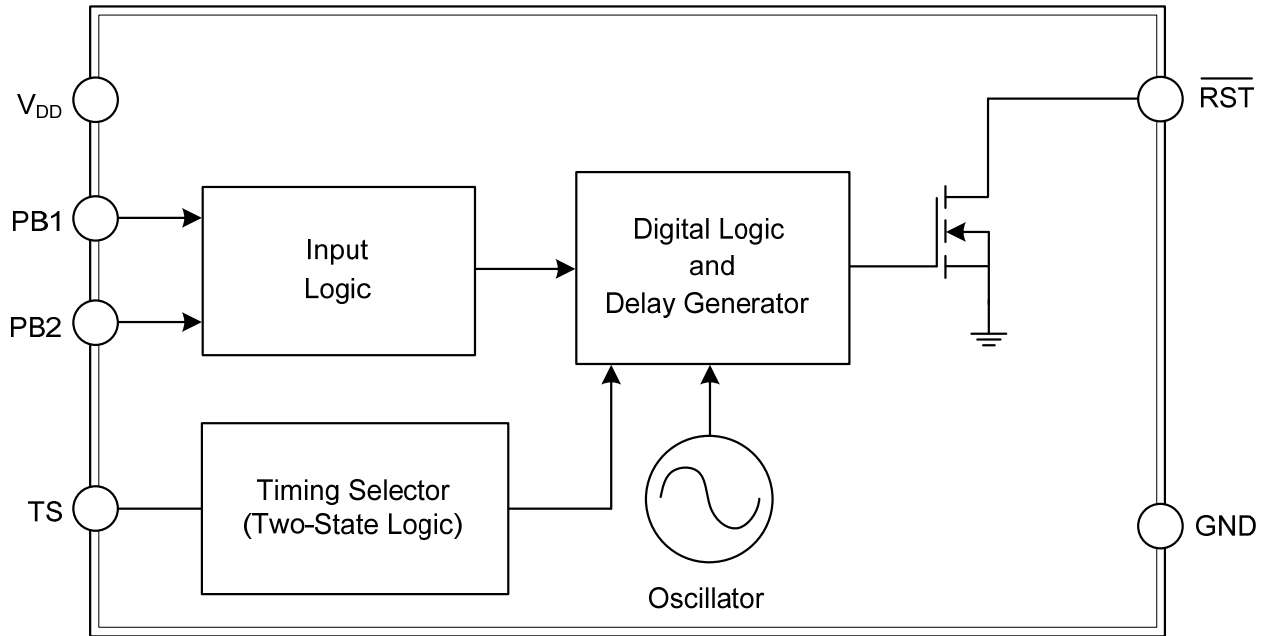 V_DD
RST
PB1
Input
Logic
Digital Logic
and
Delay Generator
PB2
TS
Timing Selector
(Two-State Logic)
GND
Oscillator